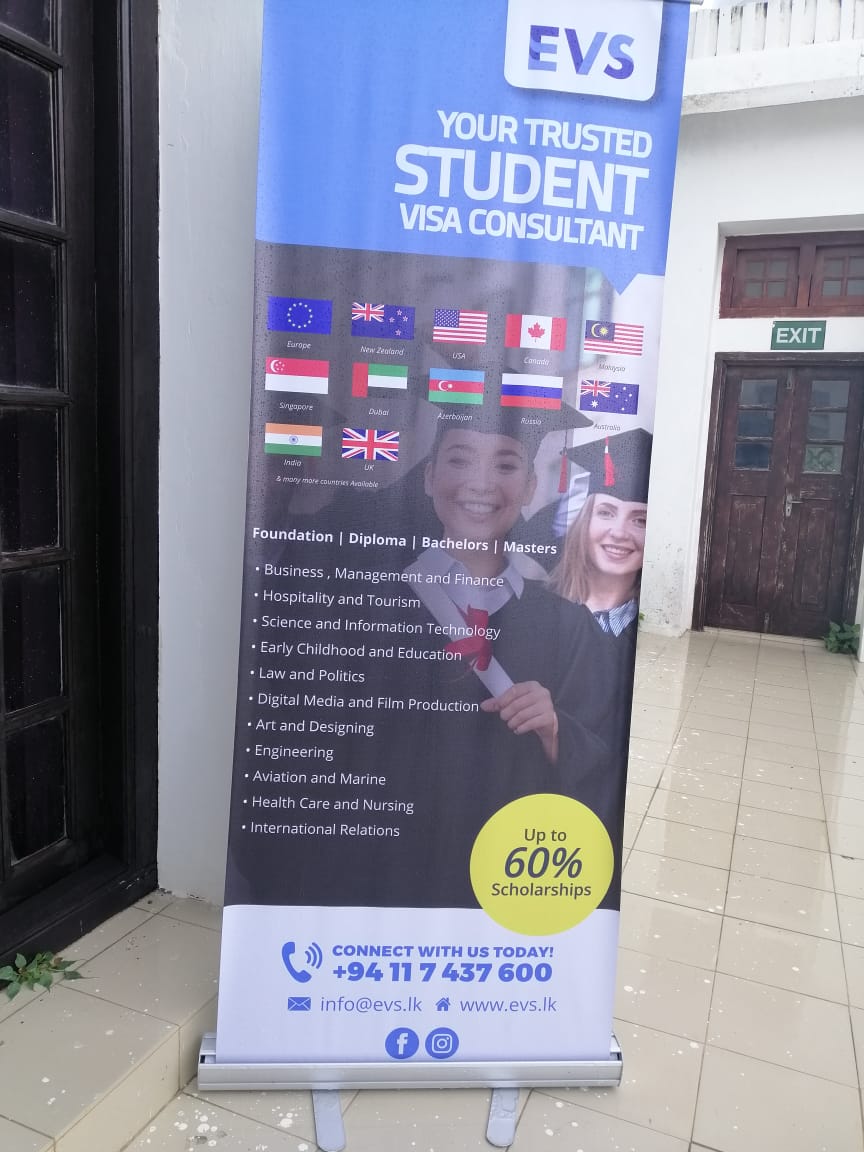 EVS
YOUR TRUSTED
STUDENT
VISA CONSULTANT
Europe
New Zealand
USA
Canada
Malaysia
Singapore
Dubai
Azerbaijan
Russia
Australia
India
UK
& many more countries Available
Foundation | Diploma | Bachelors | Masters
• Business , Management and Finance
• Hospitality and Tourism
• Science and Information Technology
• Early Childhood and Education
• Law and Politics
• Digital Media and Film Production
• Art and Designing
• Engineering
• Aviation and Marine
• Health Care and Nursing
• International Relations
Up to
60%
Scholarships
CONNECT WITH US TODAY!
+94 11 7 437 600
info@evs.lk www.evs.lk
EXIT